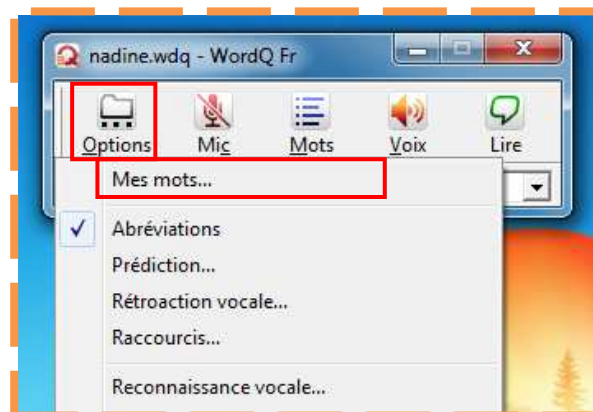 nadine.wdq - WordQ Fr
Options Mic Mots Voix Lire
Mes mots...
Abréviations
Prédiction...
Rétroaction vocale...
Raccourcis...
Reconnaissance vocale...